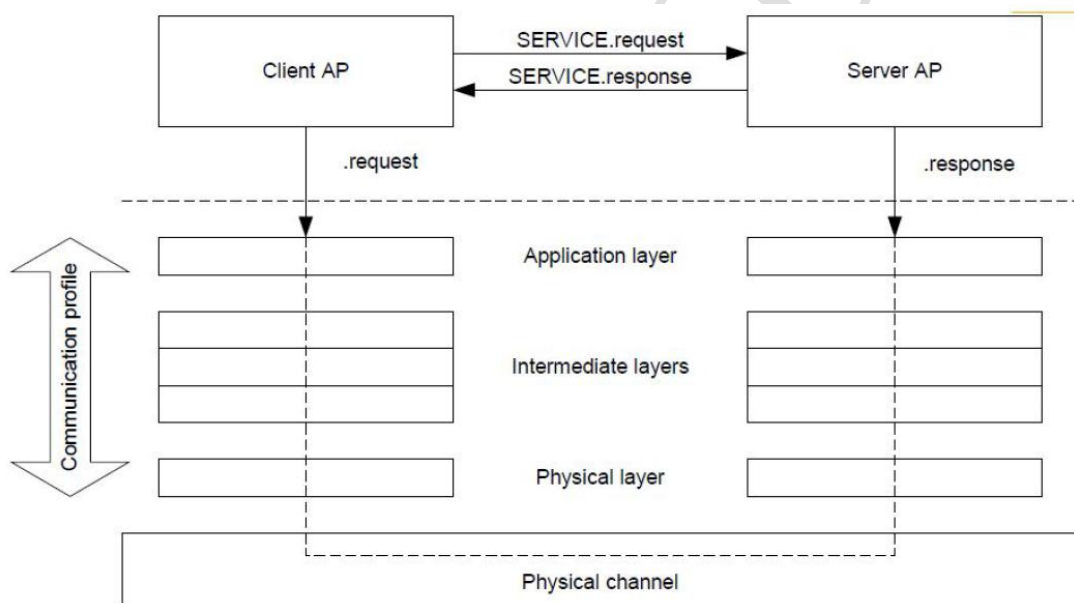 SERVICE.request
Client AP
Server AP
SERVICE.response
.request
.response
Application layer
Communication profile
Intermediate layers
Physical layer
Physical channel